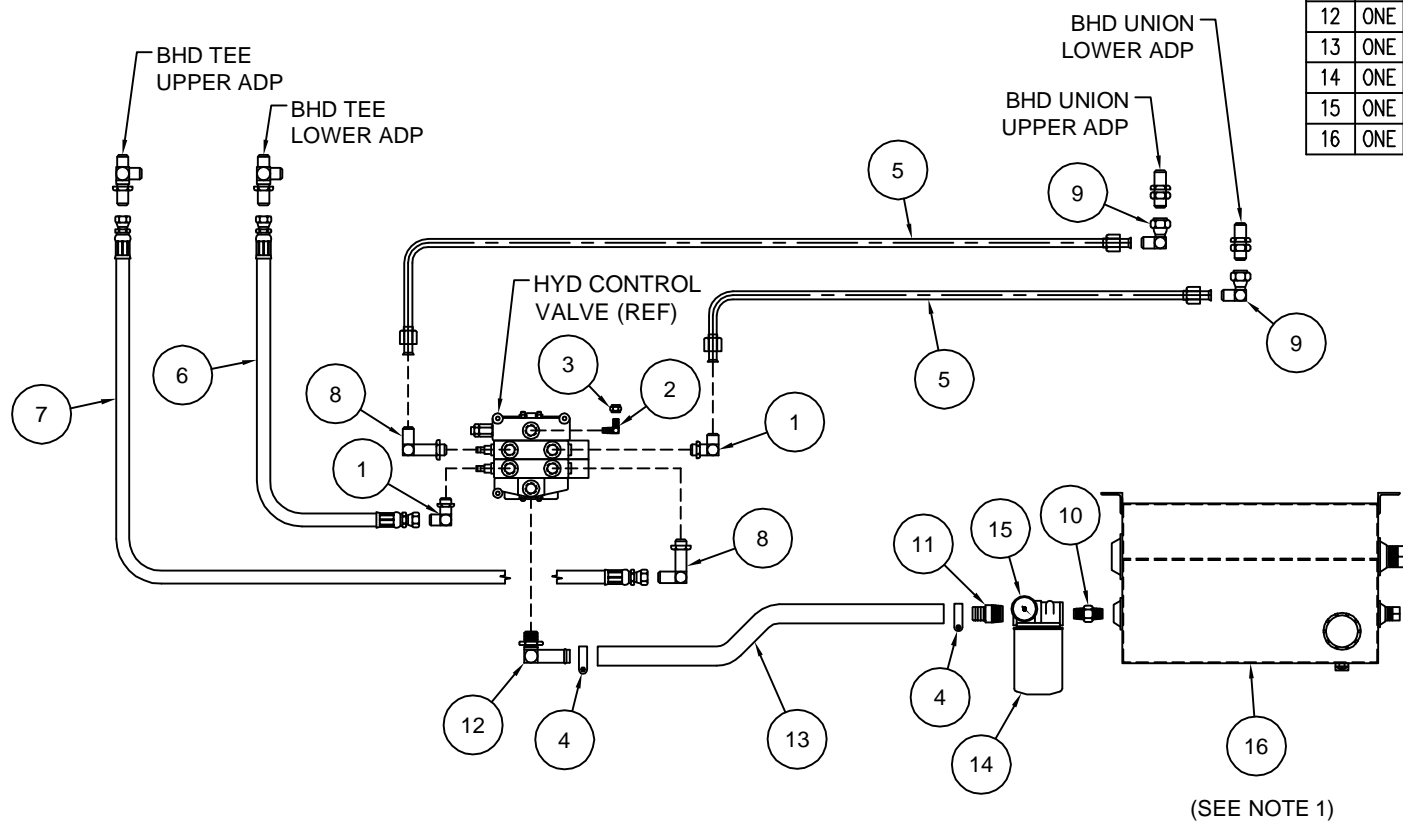 12 ONE
13 ONE
14 ONE
15 ONE
16 ONE
BHD UNION
LOWER ADP
BHD TEE
UPPER ADP
BHD UNION
UPPER ADP
BHD TEE
LOWER ADP
5
9
HYD CONTROL
VALVE (REF)
9
3
6
2
5
8
7
1
1
15
10
11
8
4
12
4
13
14
16
(SEE NOTE 1)